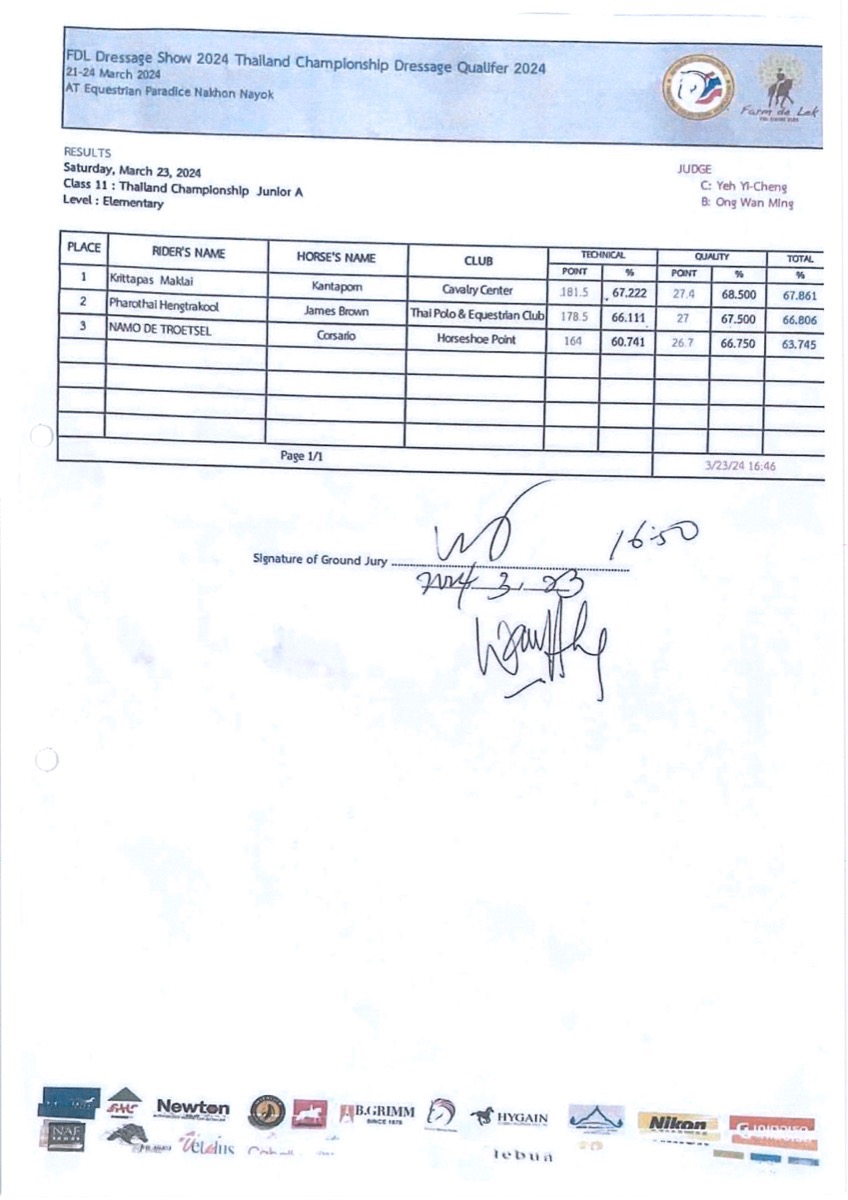 FDL Dressage Show 2024 Thailand Championship Dressage Qualifer 2024
21-24 March 2024
AT Equestrian Paradice Nakhon Nayok
Farm de Lek
RESULTS
Saturday, March 23, 2024
Class 11 : Thailand Championship Junior A
Level : Elementary
JUDGE
C: Yeh Yi-Cheng
B: Ong Wan Ming
PLACE RIDER'S NAME HORSE'S NAME CLUB TECHNICAL QUALITY TOTAL
POINT % POINT % %
1 Krittapas Maklai Kantaporn Cavalry Center 181.5 67.222 27.4 68.500 67.861
2 Pharothai Hengtrakool James Brown Thai Polo & Equestrian Club 178.5 66.111 27 67.500 66.806
3 NAMO DE TROETSEL Corsario Horseshoe Point 164 60.741 26.7 66.750 63.745
Page 1/1 3/23/24 16:46
16:50
Signature of Ground Jury
2024. 3. 23
Newton B.GRIMM HYGAIN Nikon
SINCE 1878
NAF
lebua